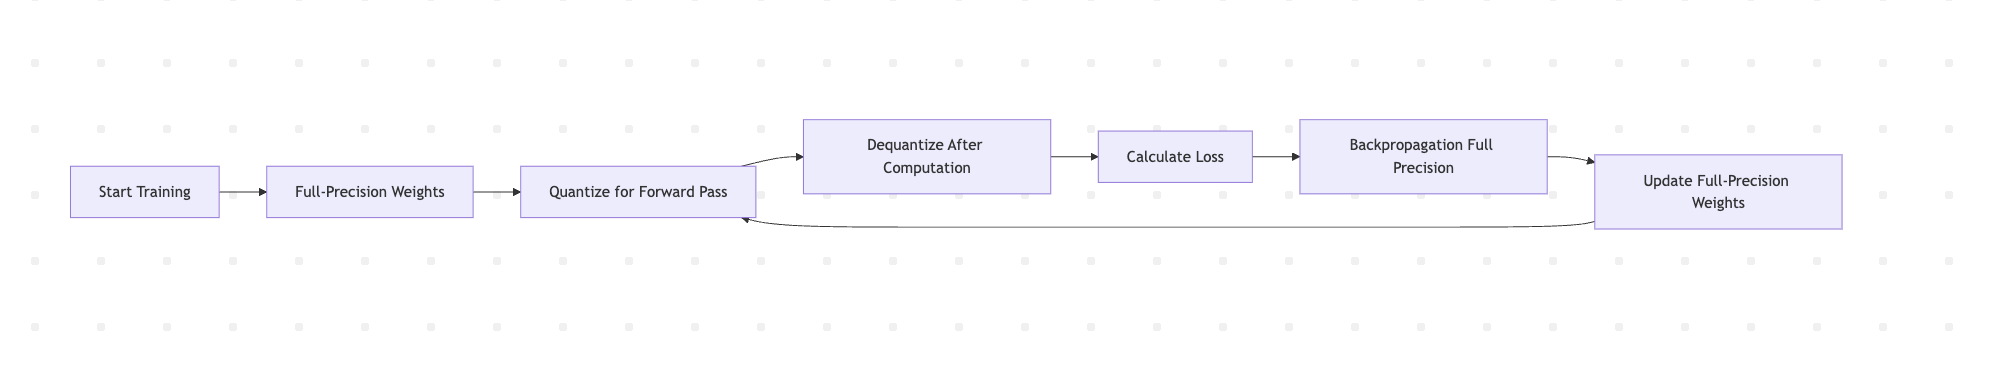 Start Training
Full-Precision Weights
Quantize for Forward Pass
Dequantize After
Computation
Calculate Loss
Backpropagation Full
Precision
Update Full-Precision
Weights